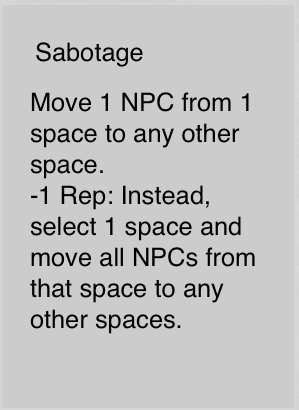 Sabotage
Move 1 NPC from 1
space to any other
space.
-1 Rep: Instead,
select 1 space and
move all NPCs from
that space to any
other spaces.